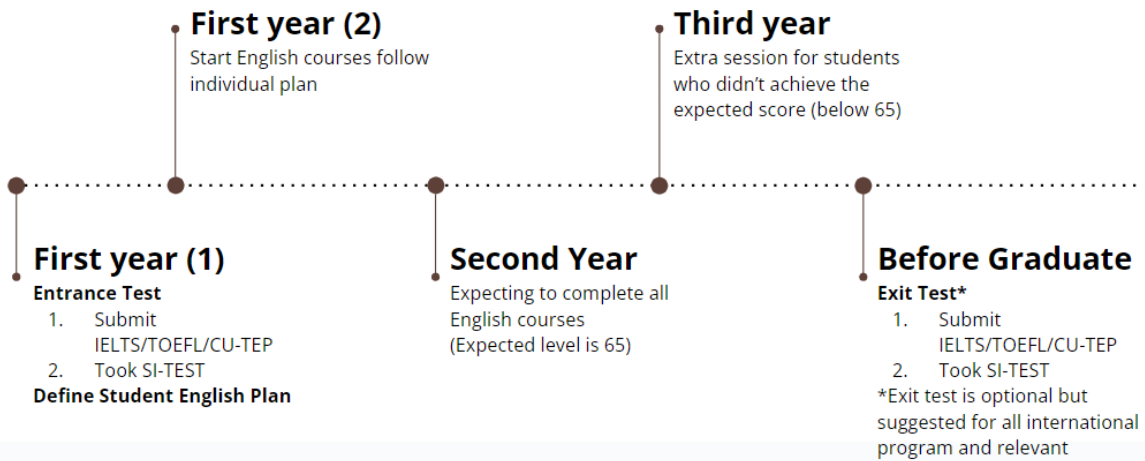 First year (2)
Start English courses follow
individual plan
Third year
Extra session for students
who didn't achieve the
expected score (below 65)
First year (1)
Entrance Test
1. Submit
IELTS/TOEFL/CU-TEP
2. Took SI-TEST
Define Student English Plan
Second Year
Expecting to complete all
English courses
(Expected level is 65)
Before Graduate
Exit Test*
1. Submit
IELTS/TOEFL/CU-TEP
2. Took SI-TEST
*Exit test is optional but
suggested for all international
program and relevant